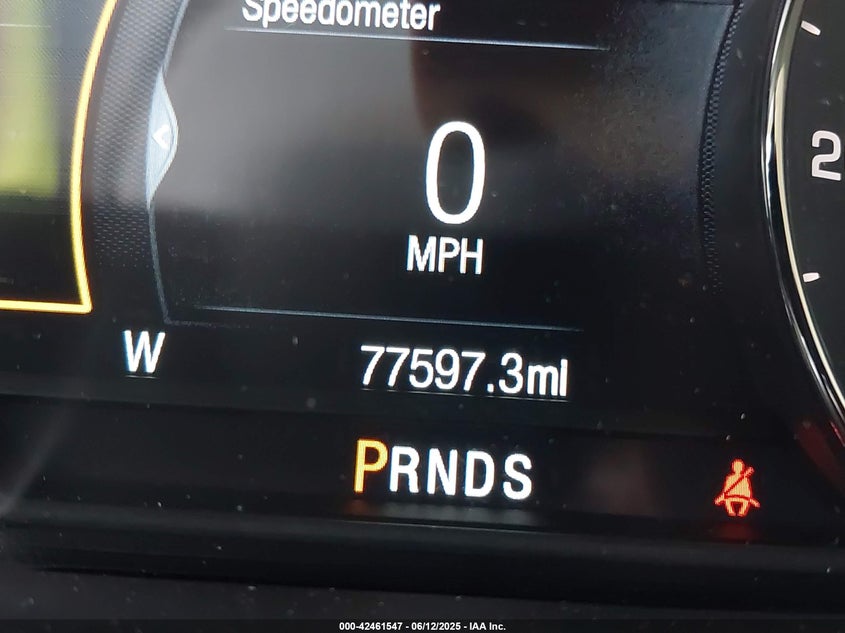 Speedometer
0
MPH
2
W
77597.3mi
PRNDS
000-42461547 - 06/12/2025 - IAA Inc.